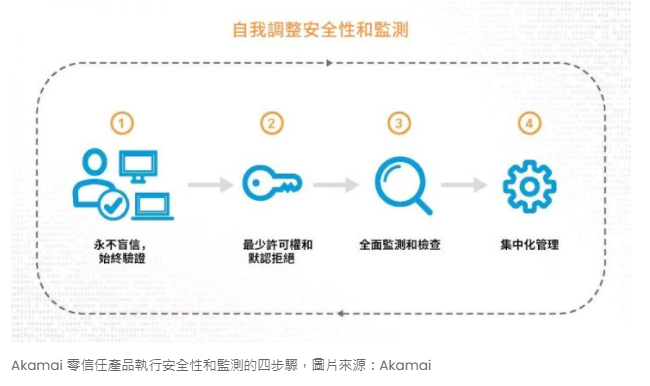 自我調整安全性和監測
1
2
3
4
永不盲信，
始終驗證
最少許可權和
默認拒絕
全面監測和檢查
集中化管理
Akamai 零信任產品執行安全性和監測的四步驟，圖片來源：Akamai